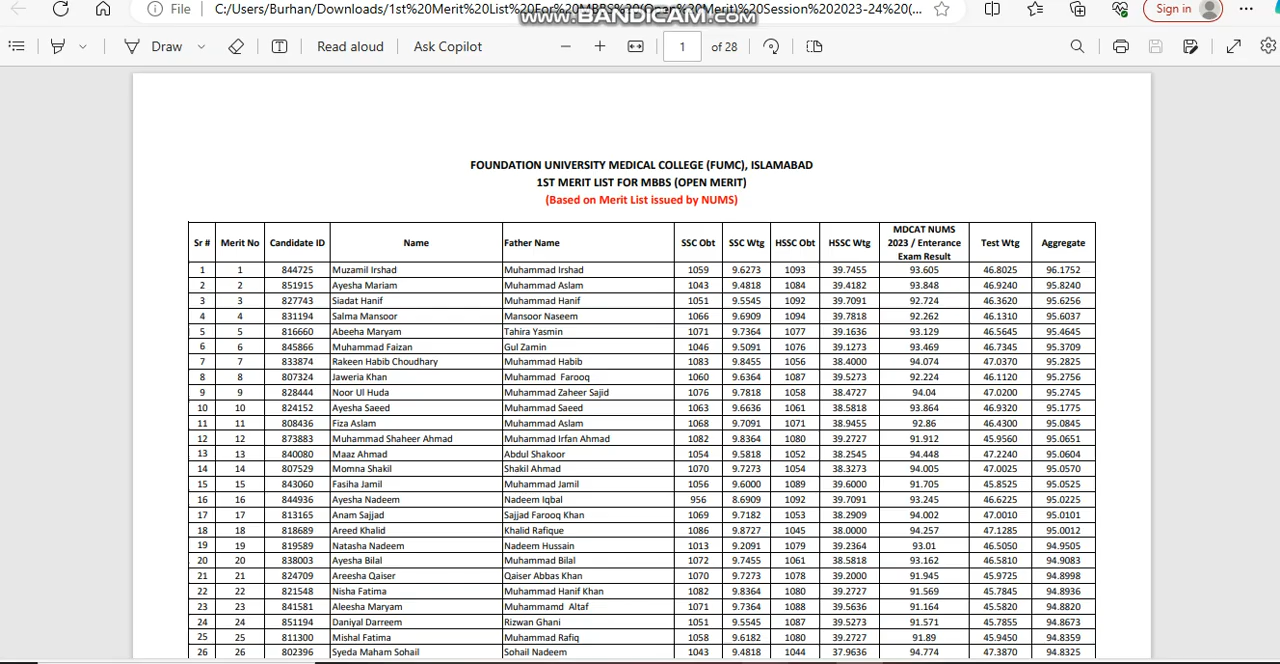 File C:/Users/Burhan/Downloads/1st%20Merit%20List%20For%20MBBS%20(Open%20Merit)%20Session%202023-24%20(...
www.BANDICAM.com
Sign in
Draw
Read aloud
Ask Copilot
1 of 28
FOUNDATION UNIVERSITY MEDICAL COLLEGE (FUMC), ISLAMABAD
1ST MERIT LIST FOR MBBS (OPEN MERIT)
(Based on Merit List issued by NUMS)
Sr # Merit No Candidate ID Name Father Name SSC Obt SSC Wtg HSSC Obt HSSC Wtg MDCAT NUMS 2023 / Enterance Exam Result Test Wtg Aggregate
1 1 844725 Muzamil Irshad Muhammad Irshad 1059 9.6273 1093 39.7455 93.605 46.8025 96.1752
2 2 851915 Ayesha Mariam Muhammad Aslam 1043 9.4818 1084 39.4182 93.848 46.9240 95.8240
3 3 827743 Siadat Hanif Muhammad Hanif 1051 9.5545 1092 39.7091 92.724 46.3620 95.6256
4 4 831194 Salma Mansoor Mansoor Naseem 1066 9.6909 1094 39.7818 92.262 46.1310 95.6037
5 5 816660 Abeeha Maryam Tahira Yasmin 1071 9.7364 1077 39.1636 93.129 46.5645 95.4645
6 6 845866 Muhammad Faizan Gul Zamin 1046 9.5091 1076 39.1273 93.469 46.7345 95.3709
7 7 833874 Rakeen Habib Choudhary Muhammad Habib 1083 9.8455 1056 38.4000 94.074 47.0370 95.2825
8 8 807324 Jaweria Khan Muhammad Farooq 1060 9.6364 1087 39.5273 92.224 46.1120 95.2756
9 9 828444 Noor Ul Huda Muhammad Zaheer Sajid 1076 9.7818 1058 38.4727 94.04 47.0200 95.2745
10 10 824152 Ayesha Saeed Muhammad Saeed 1063 9.6636 1061 38.5818 93.864 46.9320 95.1775
11 11 808436 Fiza Aslam Muhammad Aslam 1068 9.7091 1071 38.9455 92.86 46.4300 95.0845
12 12 873883 Muhammad Shaheer Ahmad Muhammad Irfan Ahmad 1082 9.8364 1080 39.2727 91.912 45.9560 95.0651
13 13 840080 Maaz Ahmad Abdul Shakoor 1054 9.5818 1052 38.2545 94.448 47.2240 95.0604
14 14 807529 Momna Shakil Shakil Ahmad 1070 9.7273 1054 38.3273 94.005 47.0025 95.0570
15 15 843060 Fasiha Jamil Muhammad Jamil 1056 9.6000 1089 39.6000 91.705 45.8525 95.0525
16 16 844936 Ayesha Nadeem Nadeem Iqbal 956 8.6909 1092 39.7091 93.245 46.6225 95.0225
17 17 813165 Anam Sajjad Sajjad Farooq Khan 1069 9.7182 1053 38.2909 94.002 47.0010 95.0101
18 18 818689 Areed Khalid Khalid Rafique 1086 9.8727 1045 38.0000 94.257 47.1285 95.0012
19 19 819589 Natasha Nadeem Nadeem Hussain 1013 9.2091 1079 39.2364 93.01 46.5050 94.9505
20 20 838003 Ayesha Bilal Muhammad Bilal 1072 9.7455 1061 38.5818 93.162 46.5810 94.9083
21 21 824709 Areesha Qaiser Qaiser Abbas Khan 1070 9.7273 1078 39.2000 91.945 45.9725 94.8998
22 22 821548 Nisha Fatima Muhammad Hanif Khan 1082 9.8364 1080 39.2727 91.569 45.7845 94.8936
23 23 841581 Aleesha Maryam Muhammamd Altaf 1071 9.7364 1088 39.5636 91.164 45.5820 94.8820
24 24 851194 Daniyal Darreem Rizwan Ghani 1051 9.5545 1087 39.5273 91.571 45.7855 94.8673
25 25 811300 Mishal Fatima Muhammad Rafiq 1058 9.6182 1080 39.2727 91.89 45.9450 94.8359
26 26 802396 Syeda Maham Sohail Sohail Nadeem 1043 9.4818 1044 37.9636 94.774 47.3870 94.8325